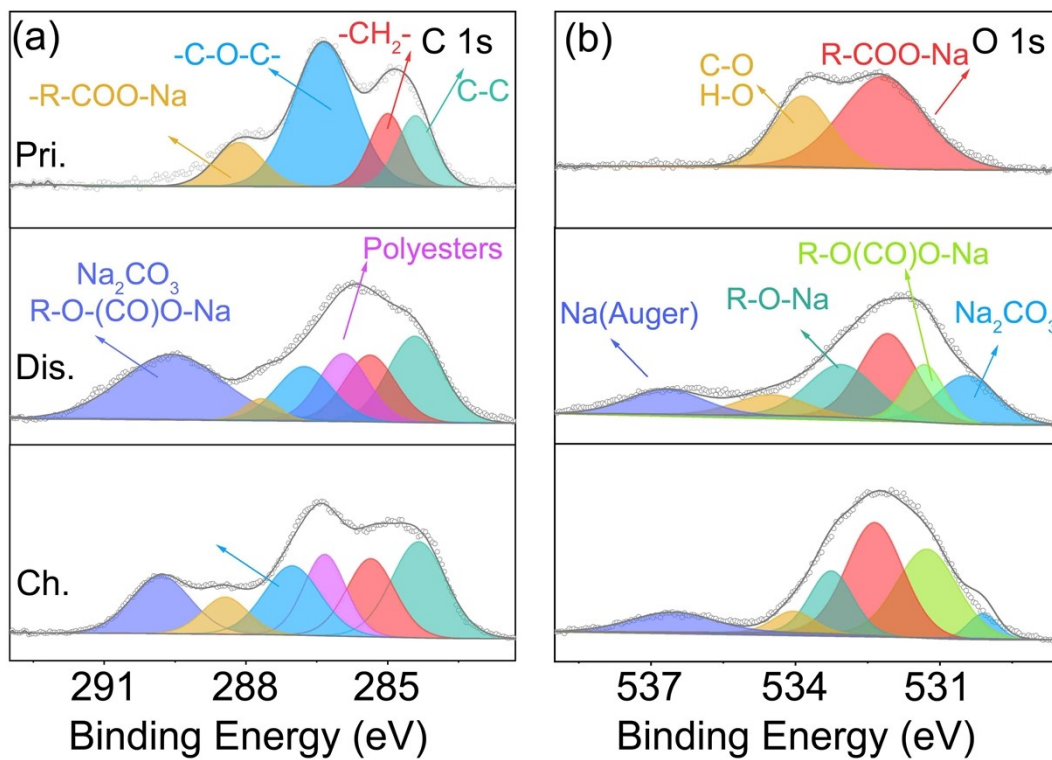 (a)
C 1s
-R-COO-Na
-C-O-C-
-CH₂-
C-C
Pri.
Na₂CO₃
R-O-(CO)O-Na
Polyesters
Dis.
Ch.
291 288 285
Binding Energy (eV)
(b)
O 1s
C-O
H-O
R-COO-Na
Na(Auger)
R-O-Na
R-O(CO)O-Na
Na₂CO₃
537 534 531
Binding Energy (eV)